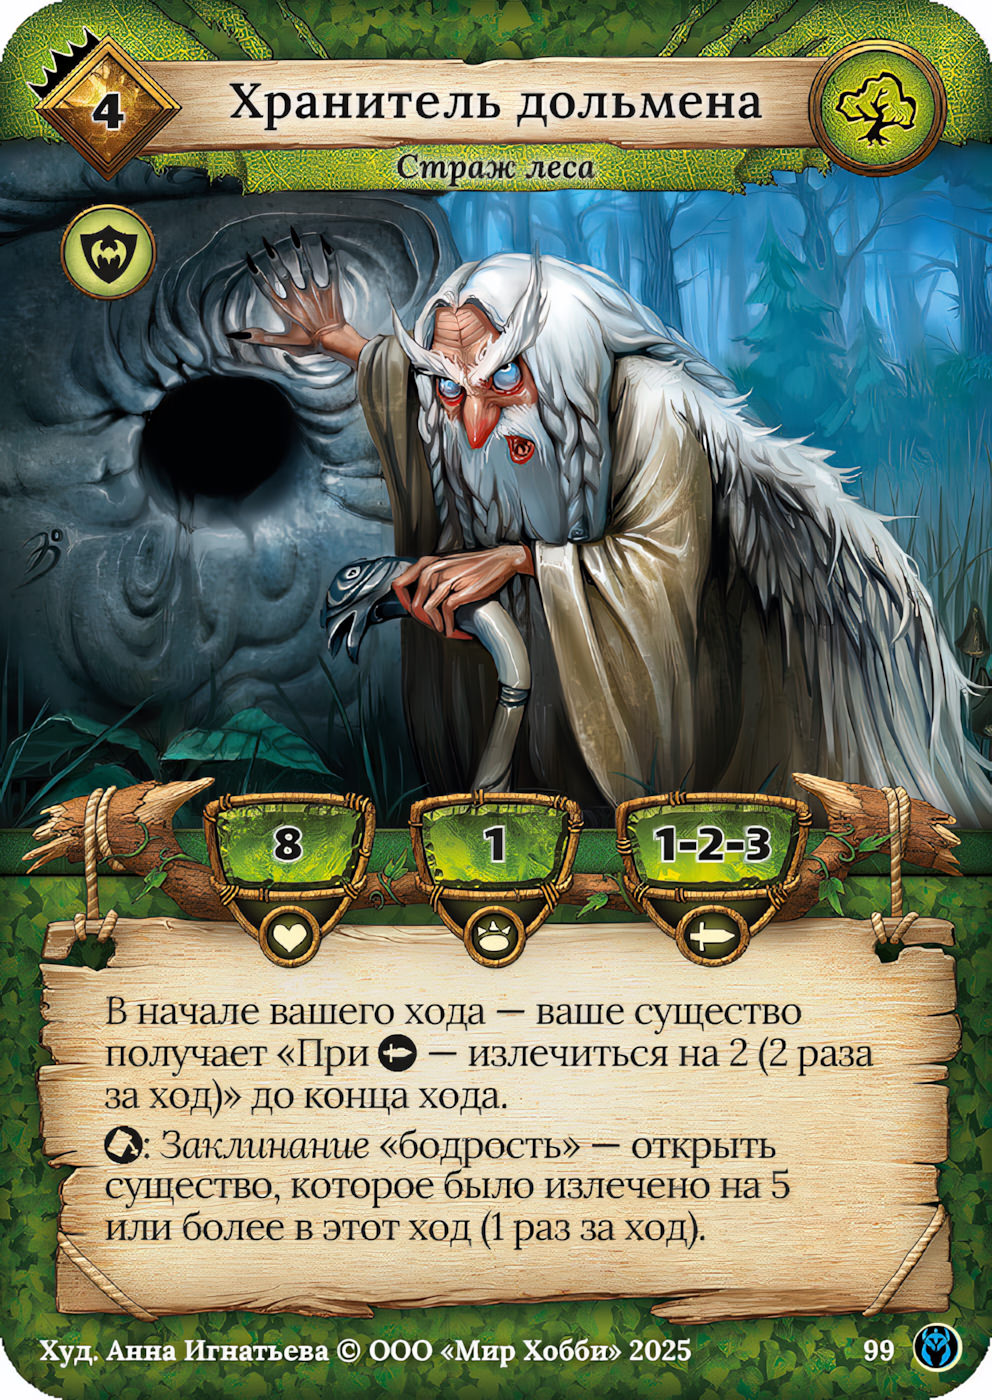 4
Хранитель дольмена
Страж леса
8
1
1-2-3
В начале вашего хода — ваше существо
получает «При — излечиться на 2 (2 раза
за ход)» до конца хода.
: Заклинание «бодрость» — открыть
существо, которое было излечено на 5
или более в этот ход (1 раз за ход).
Худ. Анна Игнатьева © ООО «Мир Хобби» 2025
99